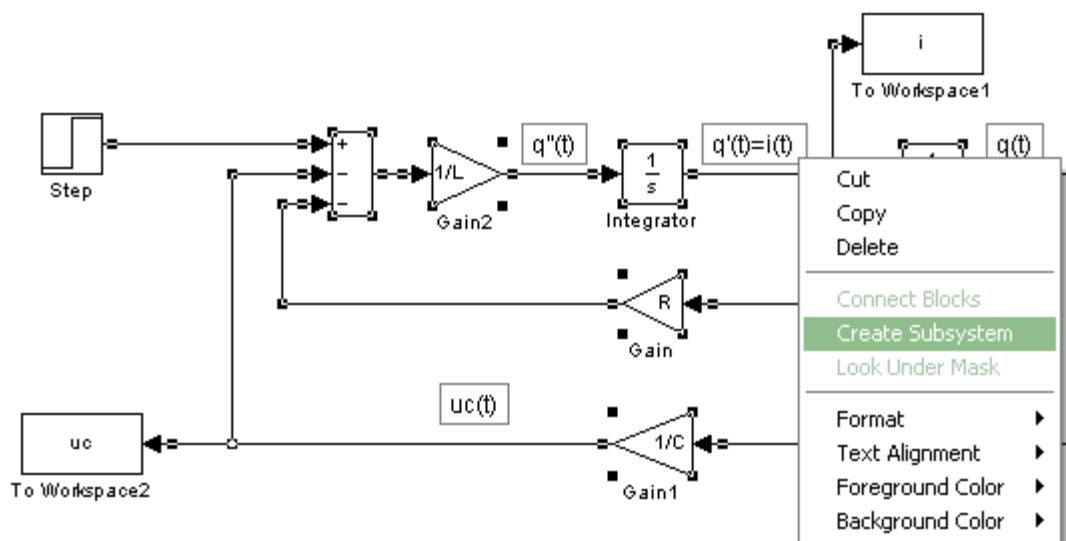 i
To Workspace1
Step
+
−
−
1/L
Gain2
q''(t)
1
s
Integrator
q'(t)=i(t)
q(t)
R
Gain
uc(t)
1/C
Gain1
uc
To Workspace2
Cut
Copy
Delete
Connect Blocks
Create Subsystem
Look Under Mask
Format
Text Alignment
Foreground Color
Background Color